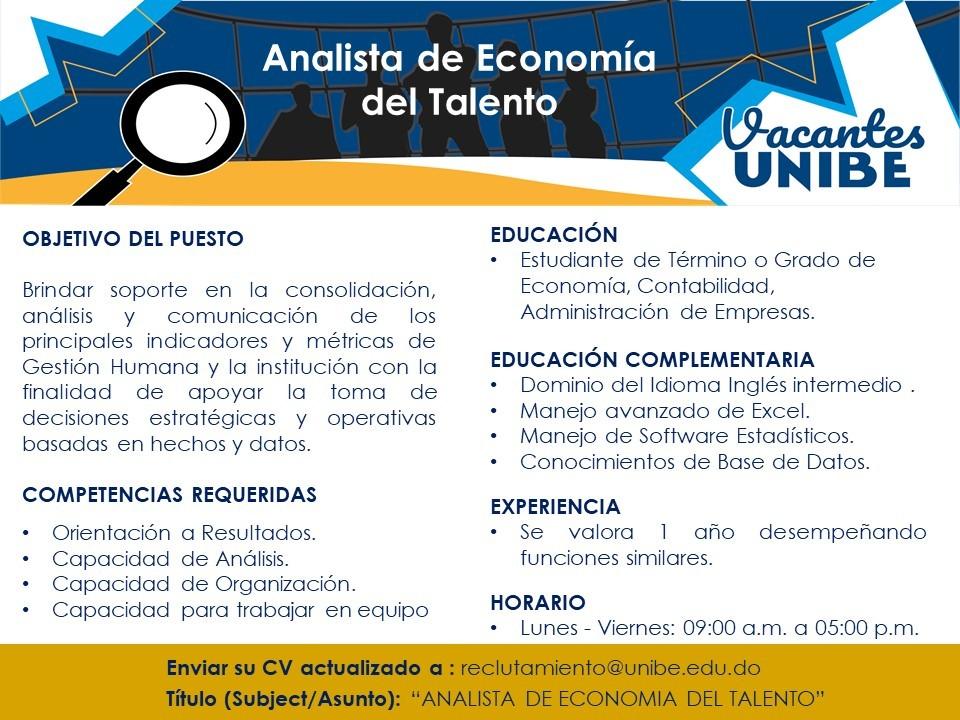 Analista de Economía
del Talento
Vacantes
UNIBE
OBJETIVO DEL PUESTO
Brindar soporte en la consolidación,
análisis y comunicación de los
principales indicadores y métricas de
Gestión Humana y la institución con la
finalidad de apoyar la toma de
decisiones estratégicas y operativas
basadas en hechos y datos.
COMPETENCIAS REQUERIDAS
• Orientación a Resultados.
• Capacidad de Análisis.
• Capacidad de Organización.
• Capacidad para trabajar en equipo
EDUCACIÓN
• Estudiante de Término o Grado de
Economía, Contabilidad,
Administración de Empresas.
EDUCACIÓN COMPLEMENTARIA
• Dominio del Idioma Inglés intermedio .
• Manejo avanzado de Excel.
• Manejo de Software Estadísticos.
• Conocimientos de Base de Datos.
EXPERIENCIA
• Se valora 1 año desempeñando
funciones similares.
HORARIO
• Lunes - Viernes: 09:00 a.m. a 05:00 p.m.
Enviar su CV actualizado a : reclutamiento@unibe.edu.do
Título (Subject/Asunto): “ANALISTA DE ECONOMIA DEL TALENTO”